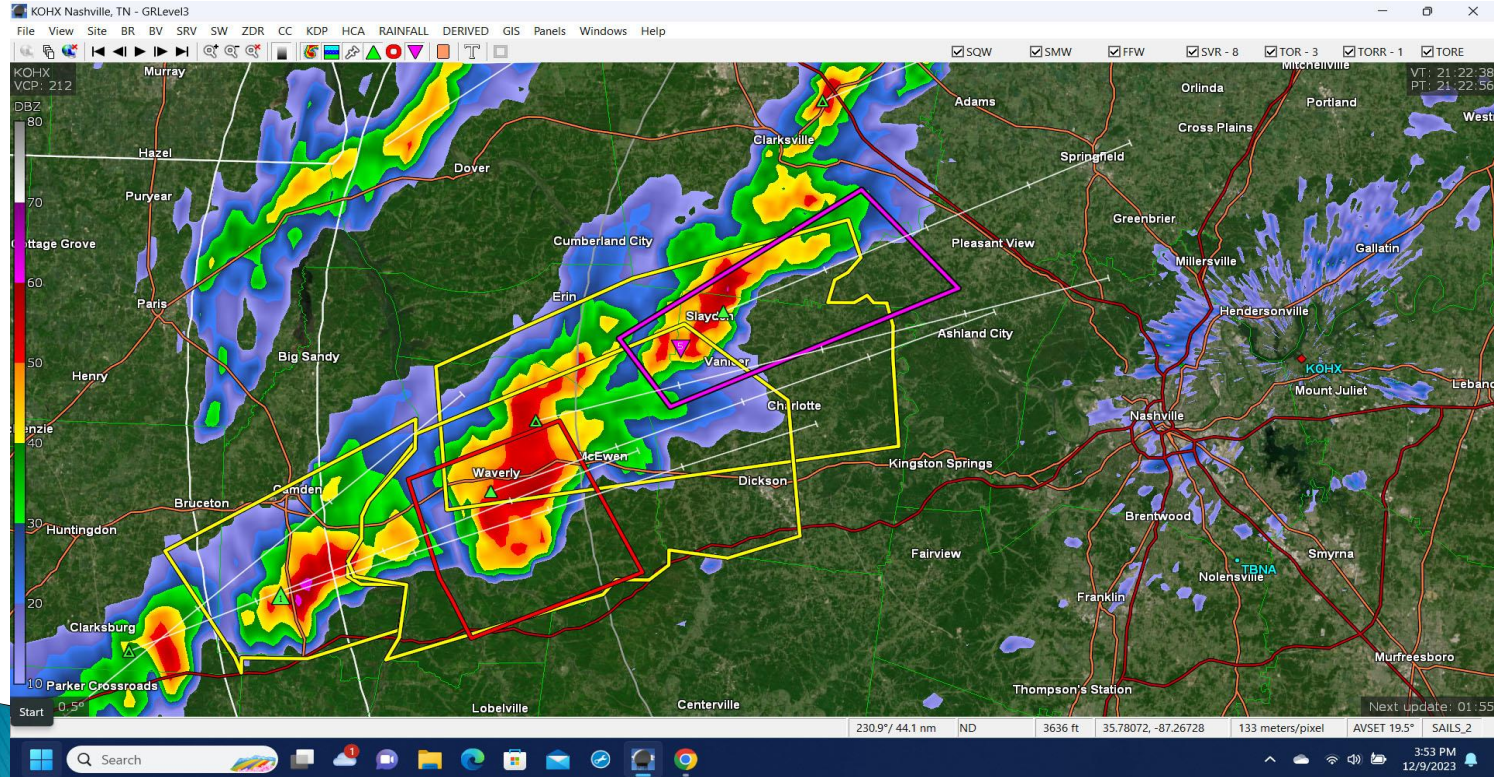 KOHX Nashville, TN - GRLevel3
File View Site BR BV SRV SW ZDR CC KDP HCA RAINFALL DERIVED GIS Panels Windows Help
T SQW SMW FFW SVR - 8 TOR - 3 TORR - 1 TORE
KOHX
VCP: 212
DBZ
VT: 21:22:38
PT: 21:22:56
80
70
60
50
40
30
20
10
0.5°
Murray
Mitchellville
Orlinda
Portland
Adams
Cross Plains
Clarksville
Hazel
Springfield
Dover
Puryear
Greenbrier
Cottage Grove
Cumberland City
Pleasant View
Gallatin
Millersville
Erin
Paris
Hendersonville
Slayden
Ashland City
Big Sandy
5
Vanleer
KOHX
Henry
Mount Juliet
Charlotte
Nashville
McEwen
Kingston Springs
Waverly
Dickson
Camden
Bruceton
Brentwood
Huntingdon
Fairview
Smyrna
TBNA
Nolensville
1
Franklin
Clarksburg
Murfreesboro
Parker Crossroads
Thompson's Station
Lobelville
Centerville
Next update: 01:55
Start
230.9°/ 44.1 nm ND 3636 ft 35.78072, -87.26728 133 meters/pixel AVSET 19.5° SAILS_2
Search
1
3:53 PM
12/9/2023